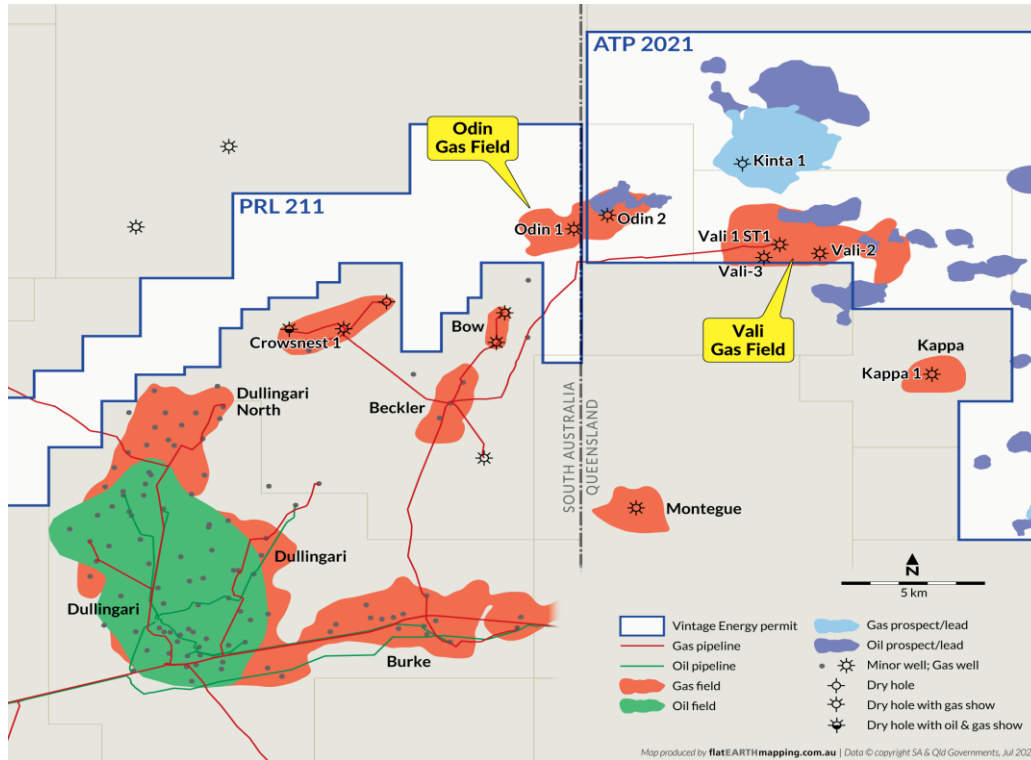 ATP 2021
Odin
Gas Field
Kinta 1
PRL 211
Odin 1
Odin 2
Vali 1 ST1
Vali-2
Vali-3
Vali
Gas Field
Crowsnest 1
Bow
Kappa
Kappa 1
Beckler
Dullingari
North
SOUTH AUSTRALIA
QUEENSLAND
Montegue
Dullingari
Dullingari
Burke
N
5 km
Vintage Energy permit
Gas pipeline
Oil pipeline
Gas field
Oil field
Gas prospect/lead
Oil prospect/lead
Minor well; Gas well
Dry hole
Dry hole with gas show
Dry hole with oil & gas show
Map produced by flatEARTHmapping.com.au | Data © copyright SA & Qld Governments, Jul 202